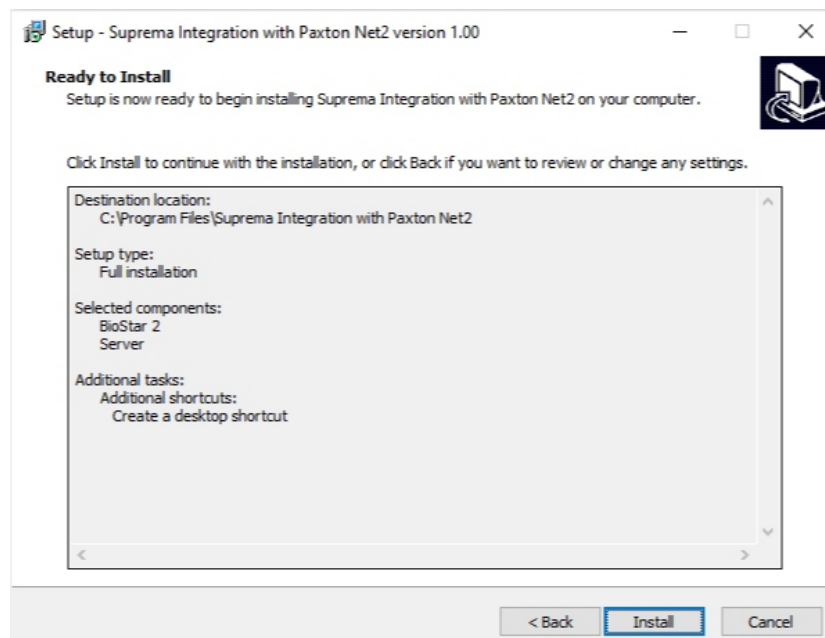 Setup - Suprema Integration with Paxton Net2 version 1.00
Ready to Install
Setup is now ready to begin installing Suprema Integration with Paxton Net2 on your computer.
Click Install to continue with the installation, or click Back if you want to review or change any settings.
Destination location:
C:\Program Files\Suprema Integration with Paxton Net2
Setup type:
Full installation
Selected components:
BioStar 2
Server
Additional tasks:
Additional shortcuts:
Create a desktop shortcut
< Back Install Cancel